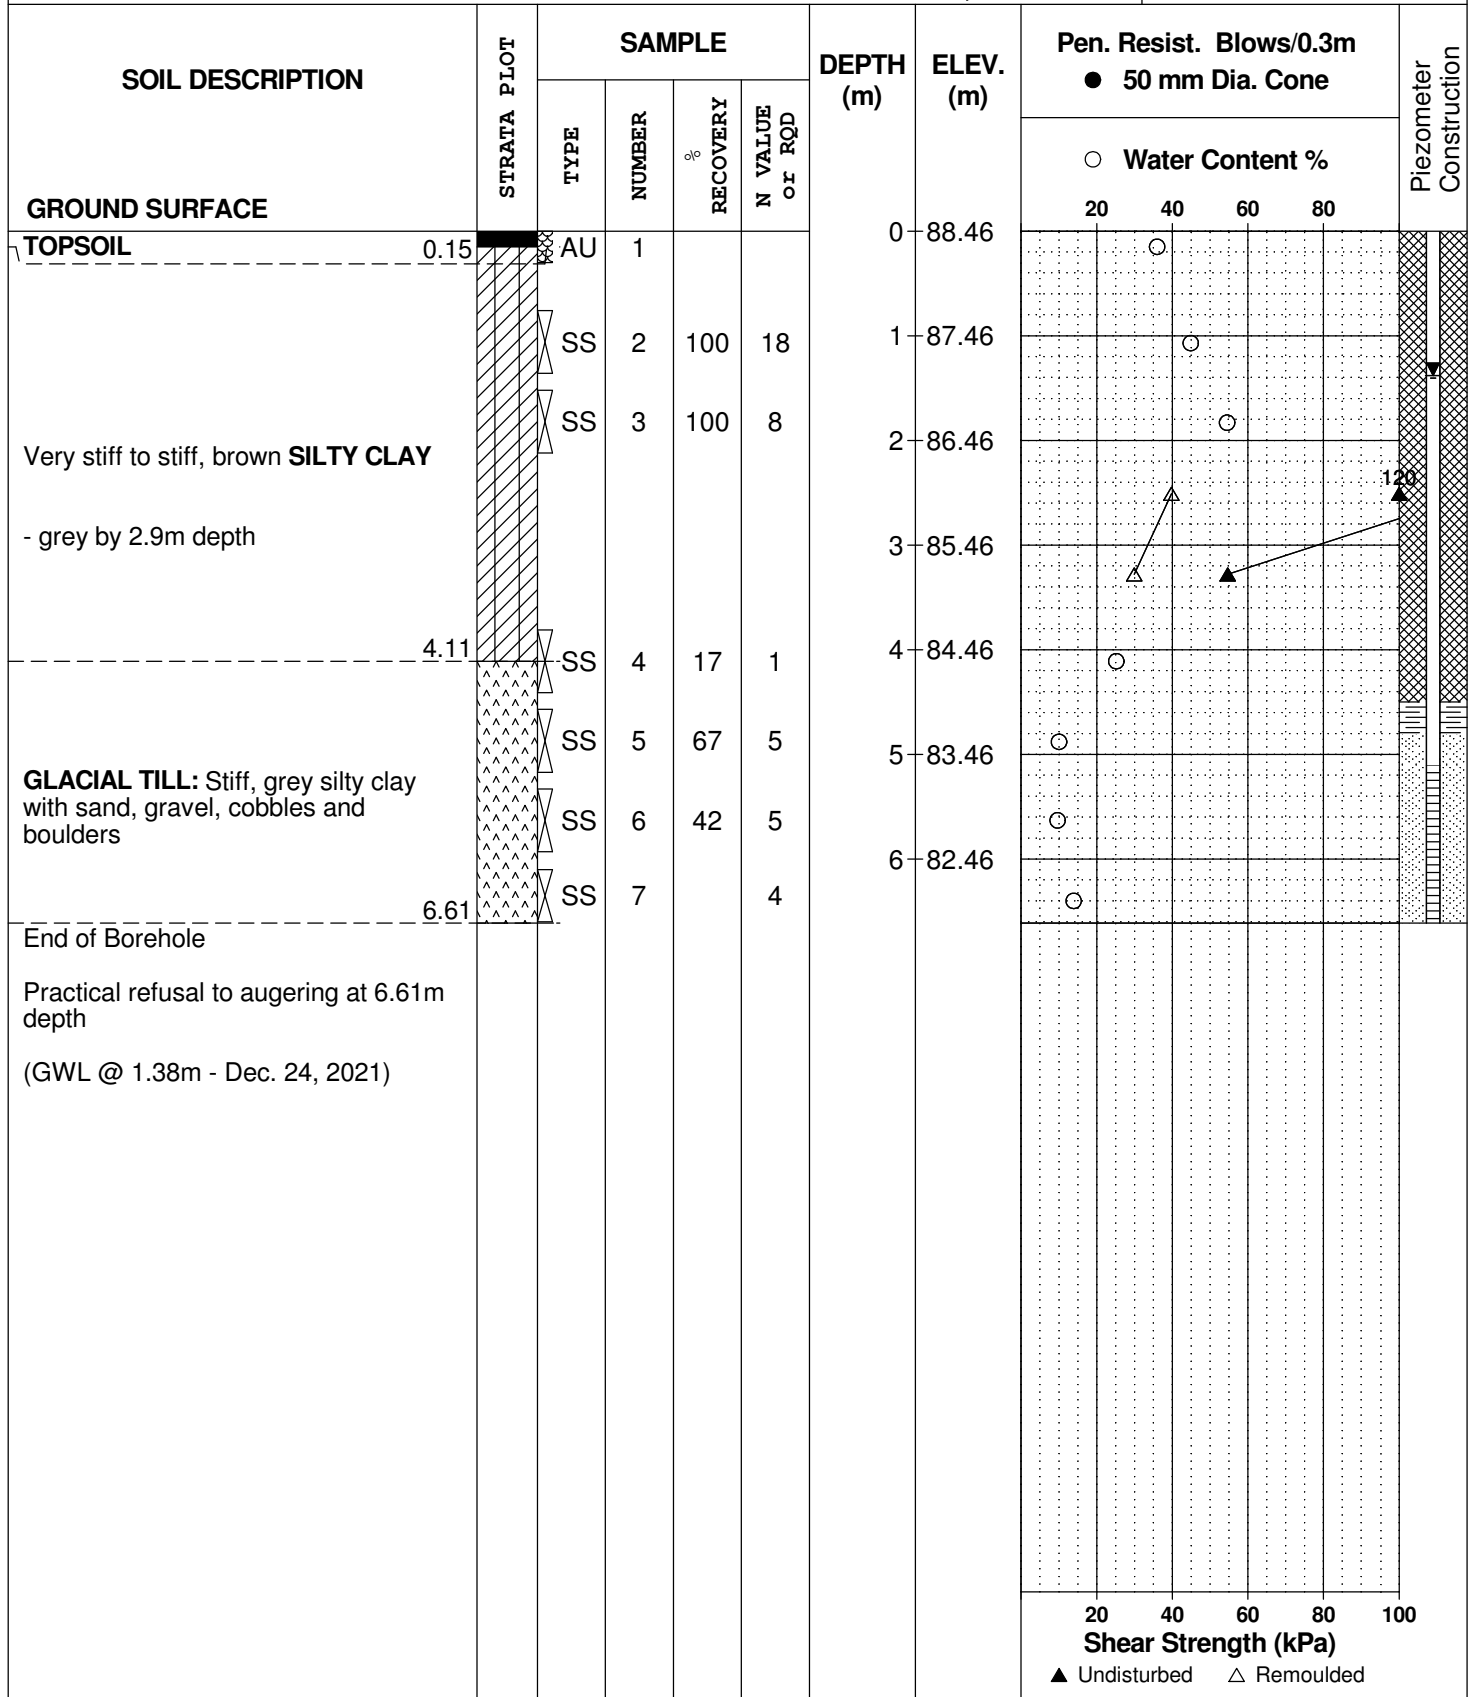 SOIL DESCRIPTION
GROUND SURFACE
STRATA PLOT
SAMPLE
TYPE
NUMBER
%
RECOVERY
N VALUE
or RQD
DEPTH
(m)
ELEV.
(m)
Pen. Resist. Blows/0.3m
● 50 mm Dia. Cone
○ Water Content %
20 40 60 80
Piezometer
Construction
0 88.46
TOPSOIL 0.15 AU 1
1 87.46
SS 2 100 18
SS 3 100 8
2 86.46
Very stiff to stiff, brown SILTY CLAY
120
- grey by 2.9m depth
3 85.46
4.11
4 84.46
SS 4 17 1
SS 5 67 5
5 83.46
GLACIAL TILL: Stiff, grey silty clay
with sand, gravel, cobbles and
boulders
SS 6 42 5
6 82.46
SS 7 4
6.61
End of Borehole
Practical refusal to augering at 6.61m
depth
(GWL @ 1.38m - Dec. 24, 2021)
20 40 60 80 100
Shear Strength (kPa)
▲ Undisturbed △ Remoulded